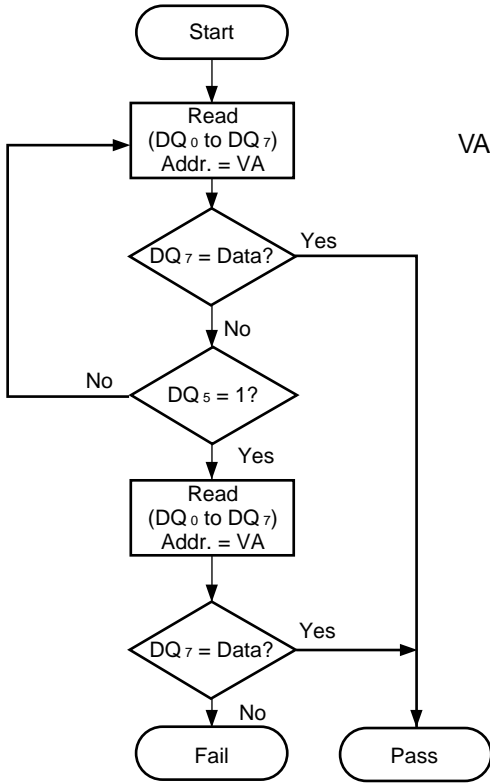 Start
Read
(DQ0 to DQ7)
Addr. = VA
VA
DQ7 = Data?
Yes
No
No
DQ5 = 1?
Yes
Read
(DQ0 to DQ7)
Addr. = VA
DQ7 = Data?
Yes
No
Fail
Pass